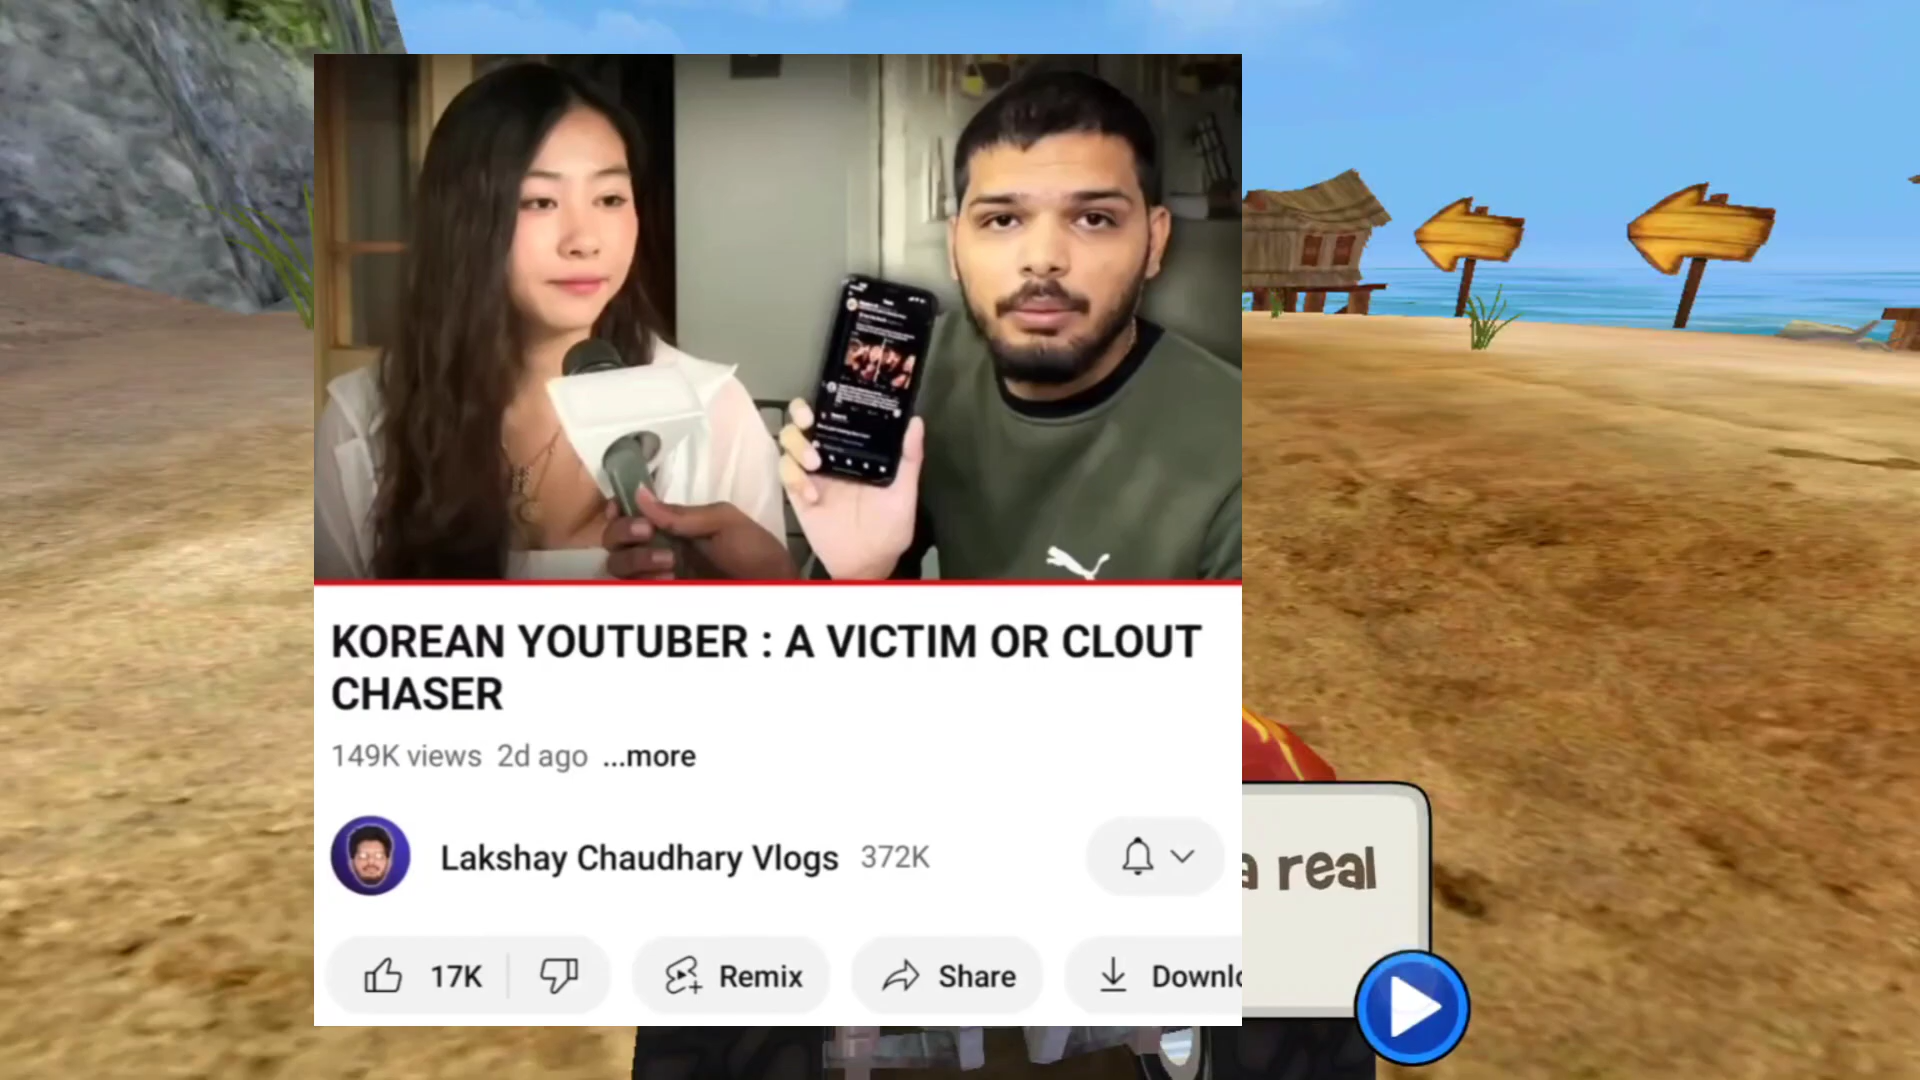 KOREAN YOUTUBER : A VICTIM OR CLOUT
CHASER
149K views 2d ago ...more
Lakshay Chaudhary Vlogs 372K
a real
17K Remix Share Downlo